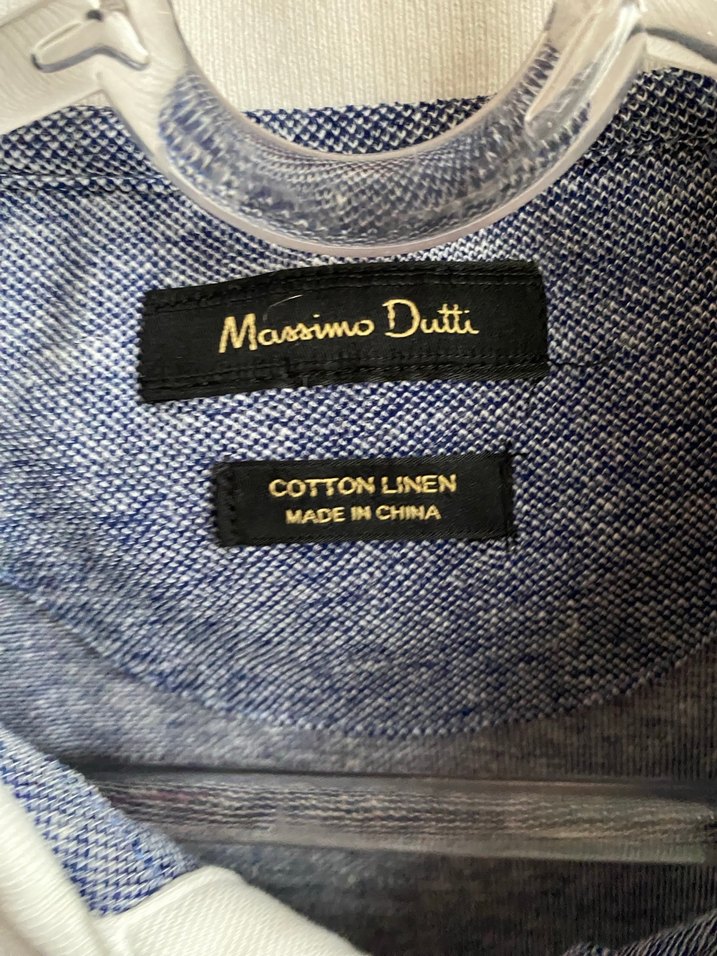 Massimo Dutti
COTTON LINEN
MADE IN CHINA